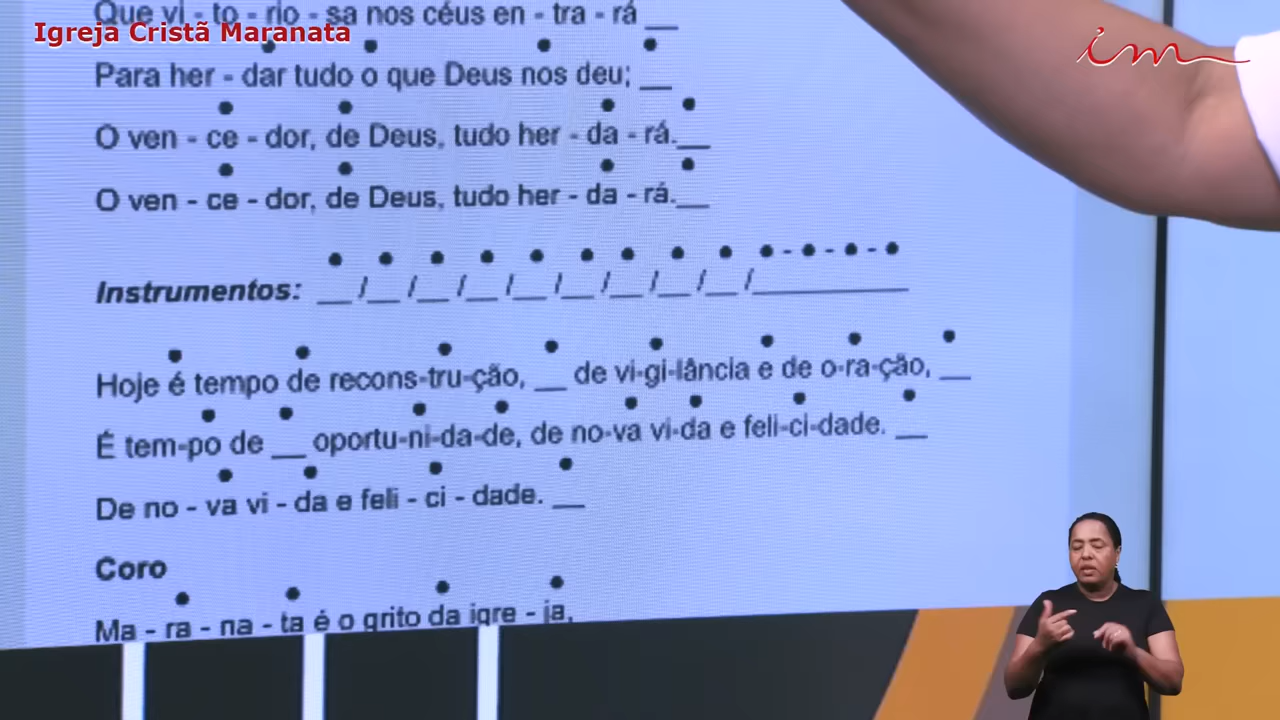 Que vi - to - rio - sa nos céus en - tra - rá __
Igreja Cristã Maranata
im
Para her - dar tudo o que Deus nos deu; __
O ven - ce - dor, de Deus, tudo her - da - rá.__
O ven - ce - dor, de Deus, tudo her - da - rá.__
Instrumentos: __ /__ /__ /__ /__ /__ /__ /__ /__ /__________
Hoje é tempo de recons-tru-ção, __ de vi-gi-lância e de o-ra-ção, __
É tem-po de __ oportu-ni-da-de, de no-va vi-da e feli-ci-dade. __
De no - va vi - da e feli - ci - dade. __
Coro
Ma - ra - na - ta é o grito da igre - ja,